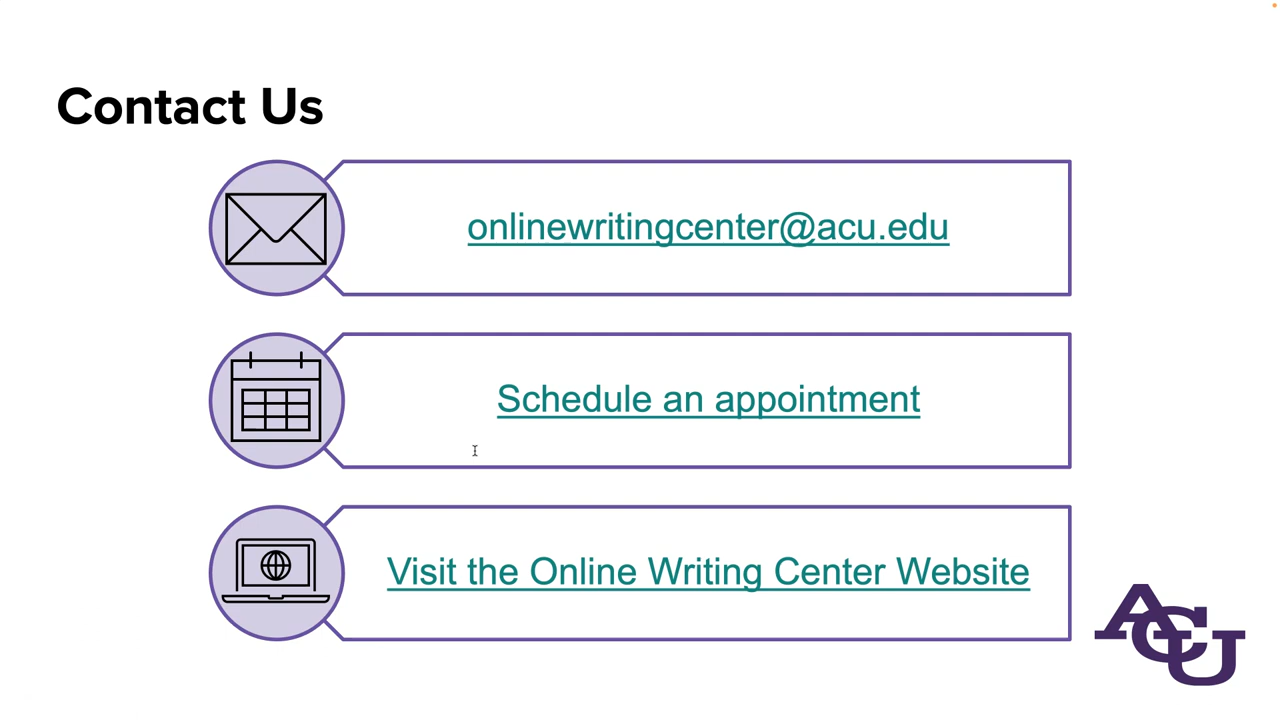 Contact Us
onlinewritingcenter@acu.edu
Schedule an appointment
Visit the Online Writing Center Website
ACU